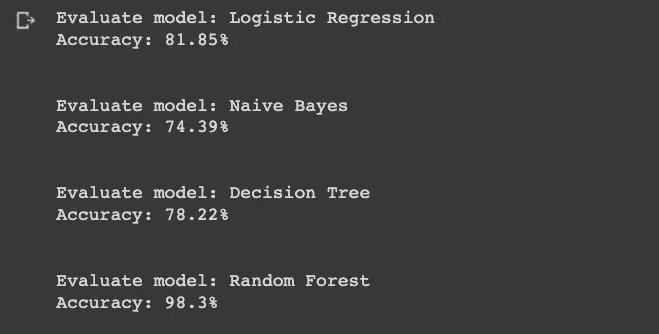 Evaluate model: Logistic Regression
Accuracy: 81.85%
Evaluate model: Naive Bayes
Accuracy: 74.39%
Evaluate model: Decision Tree
Accuracy: 78.22%
Evaluate model: Random Forest
Accuracy: 98.3%